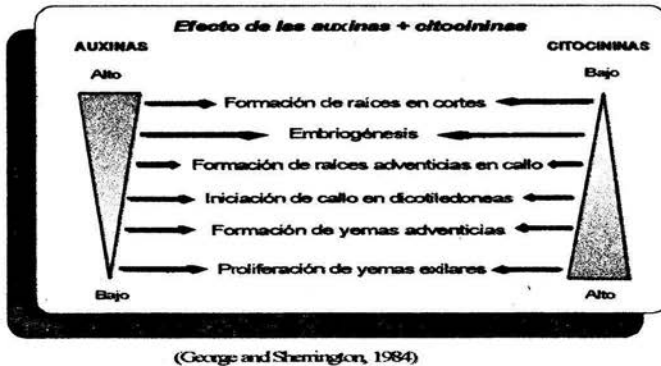 Efecto de las auxinas + citocininas
AUXINAS
CITOCININAS
Alto
Bajo
Formación de raíces en cortes
Embriogénesis
Formación de raíces adventicias en callo
Iniciación de callo en dicotiledoneas
Formación de yemas adventicias
Proliferación de yemas exilares
Bajo
Alto
(George and Sherrington, 1984)